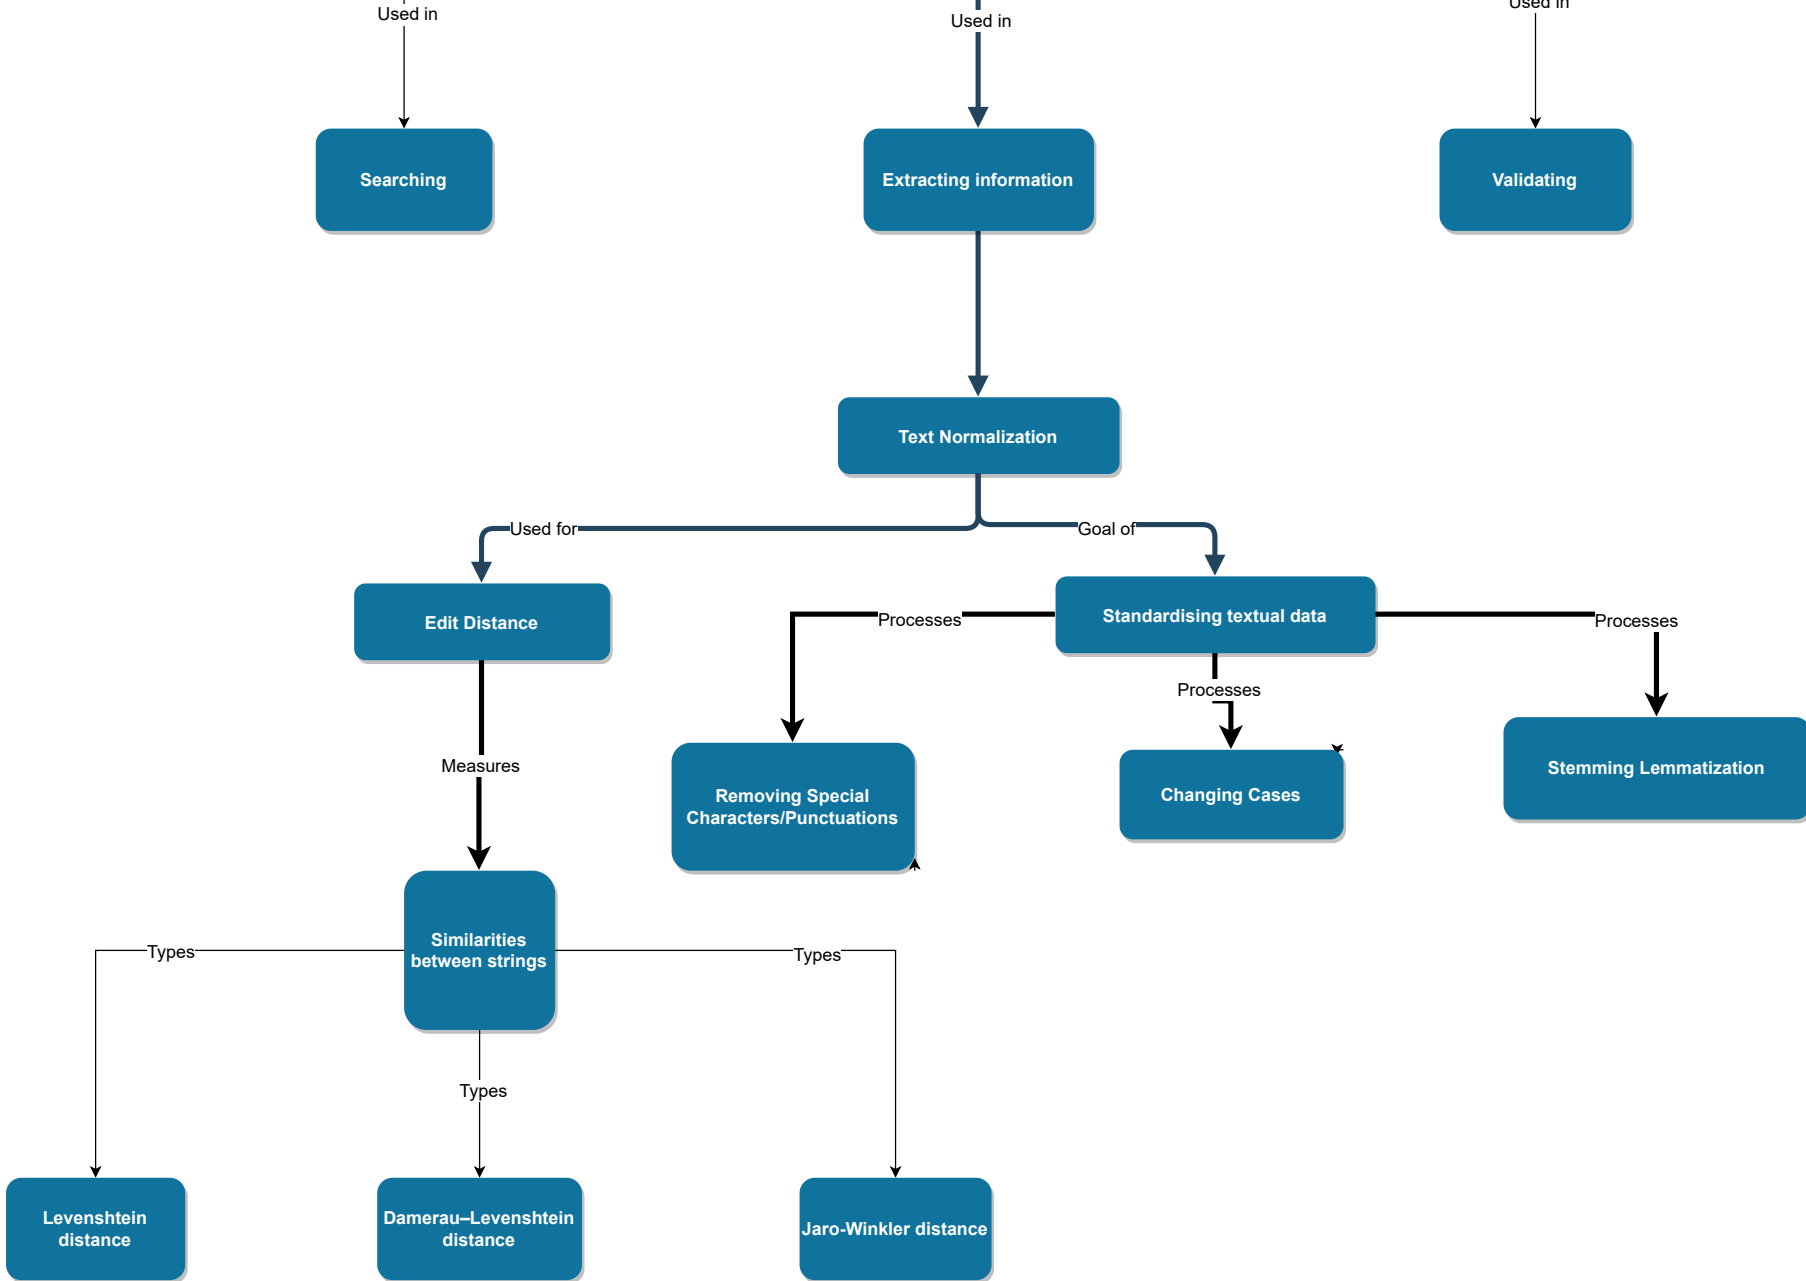 Used in
Used in
Used in
Searching
Extracting information
Validating
Text Normalization
Used for
Goal of
Edit Distance
Standardising textual data
Processes
Processes
Processes
Measures
Removing Special
Characters/Punctuations
Changing Cases
Stemming Lemmatization
Similarities
between strings
Types
Types
Types
Levenshtein
distance
Damerau–Levenshtein
distance
Jaro-Winkler distance